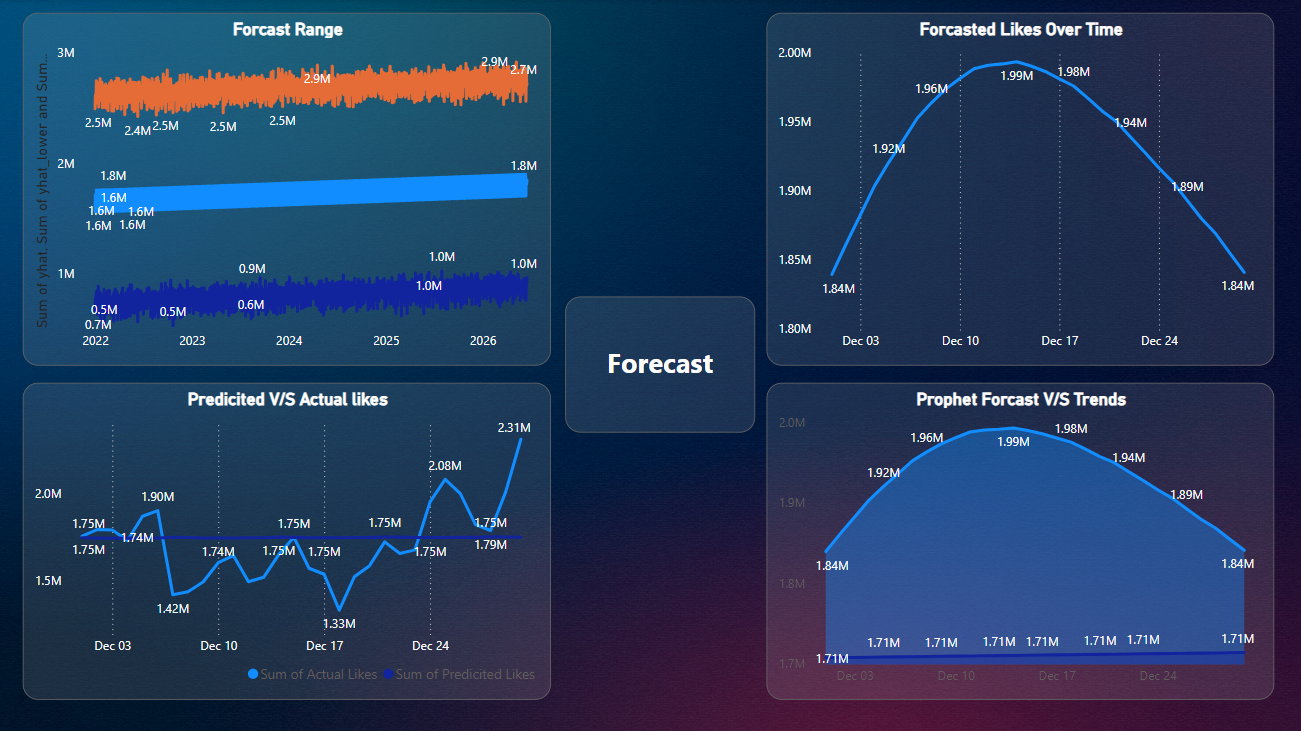 Forcast Range
Sum of yhat, Sum of yhat_lower and Sum...
3M
2M
1M
2.9M
2.9M
2.7M
2.5M
2.4M
2.5M
2.5M
2.5M
1.8M
1.8M
1.6M
1.6M
1.6M
1.6M
1.6M
0.9M
1.0M
1.0M
1.0M
0.5M
0.5M
0.6M
0.7M
2022
2023
2024
2025
2026
Forcasted Likes Over Time
2.00M
1.95M
1.90M
1.85M
1.80M
1.84M
1.92M
1.96M
1.99M
1.98M
1.94M
1.89M
1.84M
Dec 03
Dec 10
Dec 17
Dec 24
Forecast
Predicited V/S Actual likes
2.0M
1.5M
2.31M
2.08M
1.90M
1.75M
1.75M
1.75M
1.75M
1.74M
1.75M
1.74M
1.75M
1.75M
1.75M
1.79M
1.42M
1.33M
Dec 03
Dec 10
Dec 17
Dec 24
Sum of Actual Likes
Sum of Predicited Likes
Prophet Forcast V/S Trends
2.0M
1.9M
1.8M
1.7M
1.84M
1.92M
1.96M
1.99M
1.98M
1.94M
1.89M
1.84M
1.71M
1.71M
1.71M
1.71M
1.71M
1.71M
1.71M
1.71M
Dec 03
Dec 10
Dec 17
Dec 24